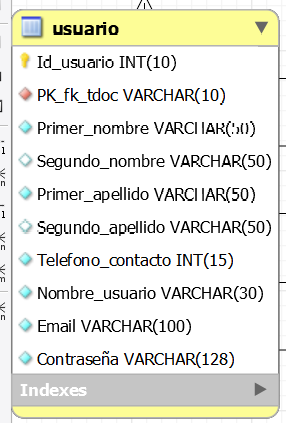 usuario
Id_usuario INT(10)
PK_fk_tdoc VARCHAR(10)
Primer_nombre VARCHAR(50)
Segundo_nombre VARCHAR(50)
Primer_apellido VARCHAR(50)
Segundo_apellido VARCHAR(50)
Telefono_contacto INT(15)
Nombre_usuario VARCHAR(30)
Email VARCHAR(100)
Contraseña VARCHAR(128)
Indexes